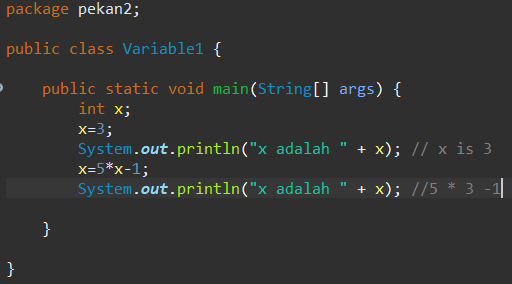 package pekan2;
public class Variable1 {
public static void main(String[] args) {
int x;
x=3;
System.out.println("x adalah " + x); // x is 3
x=5*x-1;
System.out.println("x adalah " + x); //5 * 3 -1
}
}